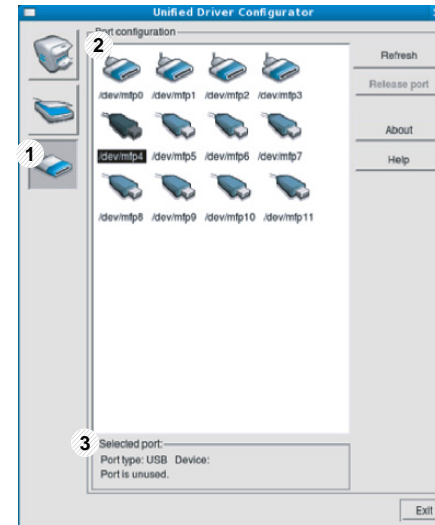 Unified Driver Configurator
Port configuration
2
/dev/mfp0 /dev/mfp1 /dev/mfp2 /dev/mfp3
/dev/mfp4 /dev/mfp5 /dev/mfp6 /dev/mfp7
/dev/mfp8 /dev/mfp9 /dev/mfp10 /dev/mfp11
1
Refresh
Release port
About
Help
3
Selected port:
Port type: USB Device:
Port is unused.
Exit